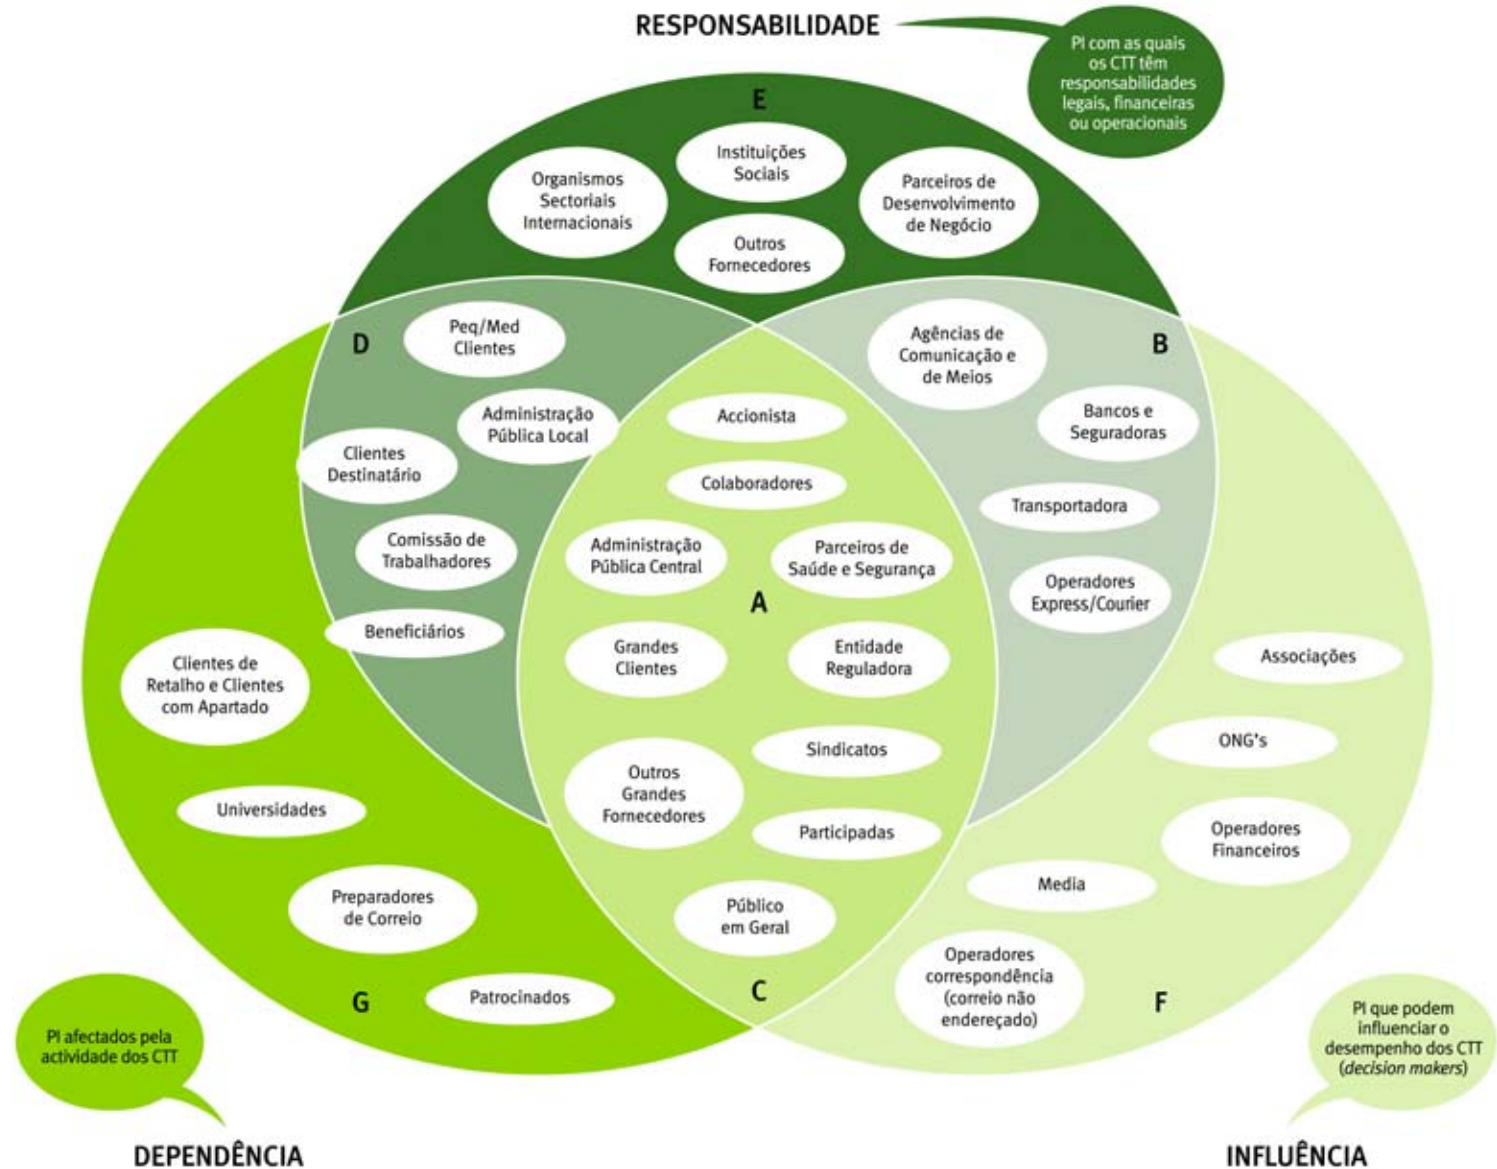 RESPONSABILIDADE
PI com as quais
os CTT têm
responsabilidades
legais, financeiras
ou operacionais
E
Instituições
Sociais
Organismos
Sectoriais
Internacionais
Parceiros de
Desenvolvimento
de Negócio
Outros
Fornecedores
D
Peq/Med
Clientes
Administração
Pública Local
Clientes
Destinatário
Comissão de
Trabalhadores
Beneficiários
B
Agências de
Comunicação e
de Meios
Bancos e
Seguradoras
Transportadora
Operadores
Express/Courier
Accionista
Colaboradores
Administração
Pública Central
Parceiros de
Saúde e Segurança
A
Grandes
Clientes
Entidade
Reguladora
Sindicatos
Outros
Grandes
Fornecedores
Participadas
Público
em Geral
C
Clientes de
Retalho e Clientes
com Apartado
Universidades
Preparadores
de Correio
G
Patrocinados
Associações
ONG's
Operadores
Financeiros
Media
Operadores
correspondência
(correio não
endereçado)
F
PI afectados pela
actividade dos CTT
DEPENDÊNCIA
PI que podem
influenciar o
desempenho dos CTT
(decision makers)
INFLUÊNCIA